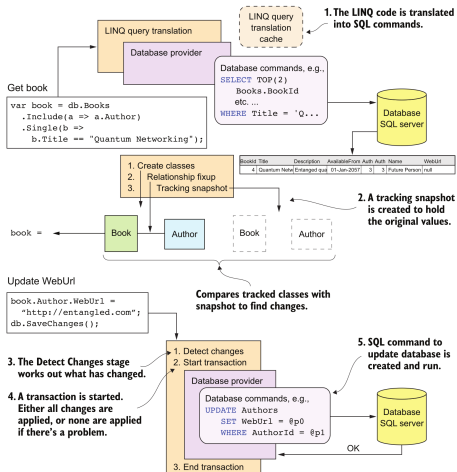 1. The LINQ code is translated
into SQL commands.
LINQ query
translation
cache
LINQ query translation
Database provider
Database commands, e.g.,
SELECT TOP(2)
Books.BookId
etc. ...
WHERE Title = 'Q...
Database
SQL server
Get book
var book = db.Books
.Include(a => a.Author)
.Single(b =>
b.Title == "Quantum Networking");
BookId Title Description AvailableFrom Auth Auth Name WebUrl
4 Quantum Netw Entanged qua 01-Jan-2057 3 3 Future Person null
1. Create classes
2. Relationship fixup
3. Tracking snapshot
2. A tracking snapshot
is created to hold
the original values.
book =
Book
Author
Book
Author
Compares tracked classes with
snapshot to find changes.
Update WebUrl
book.Author.WebUrl =
“http://entangled.com”;
db.SaveChanges();
3. The Detect Changes stage
works out what has changed.
4. A transaction is started.
Either all changes are
applied, or none are applied
if there’s a problem.
1. Detect changes
2. Start transaction
Database provider
Database commands, e.g.,
UPDATE Authors
SET WebUrl = @p0
WHERE AuthorId = @p1
3. End transaction
5. SQL command to
update database is
created and run.
Database
SQL server
OK